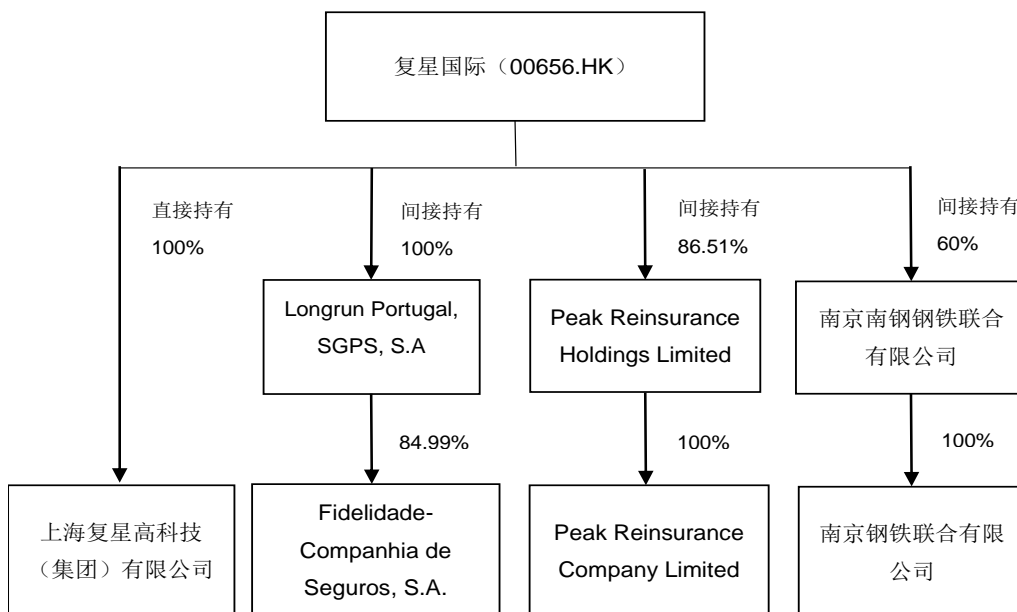 复星国际（00656.HK）
直接持有
100%
间接持有
100%
间接持有
86.51%
间接持有
60%
Longrun Portugal,
SGPS, S.A
Peak Reinsurance
Holdings Limited
南京南钢钢铁联合
有限公司
84.99%
100%
100%
上海复星高科技
（集团）有限公司
Fidelidade-
Companhia de
Seguros, S.A.
Peak Reinsurance
Company Limited
南京钢铁联合有限
公司